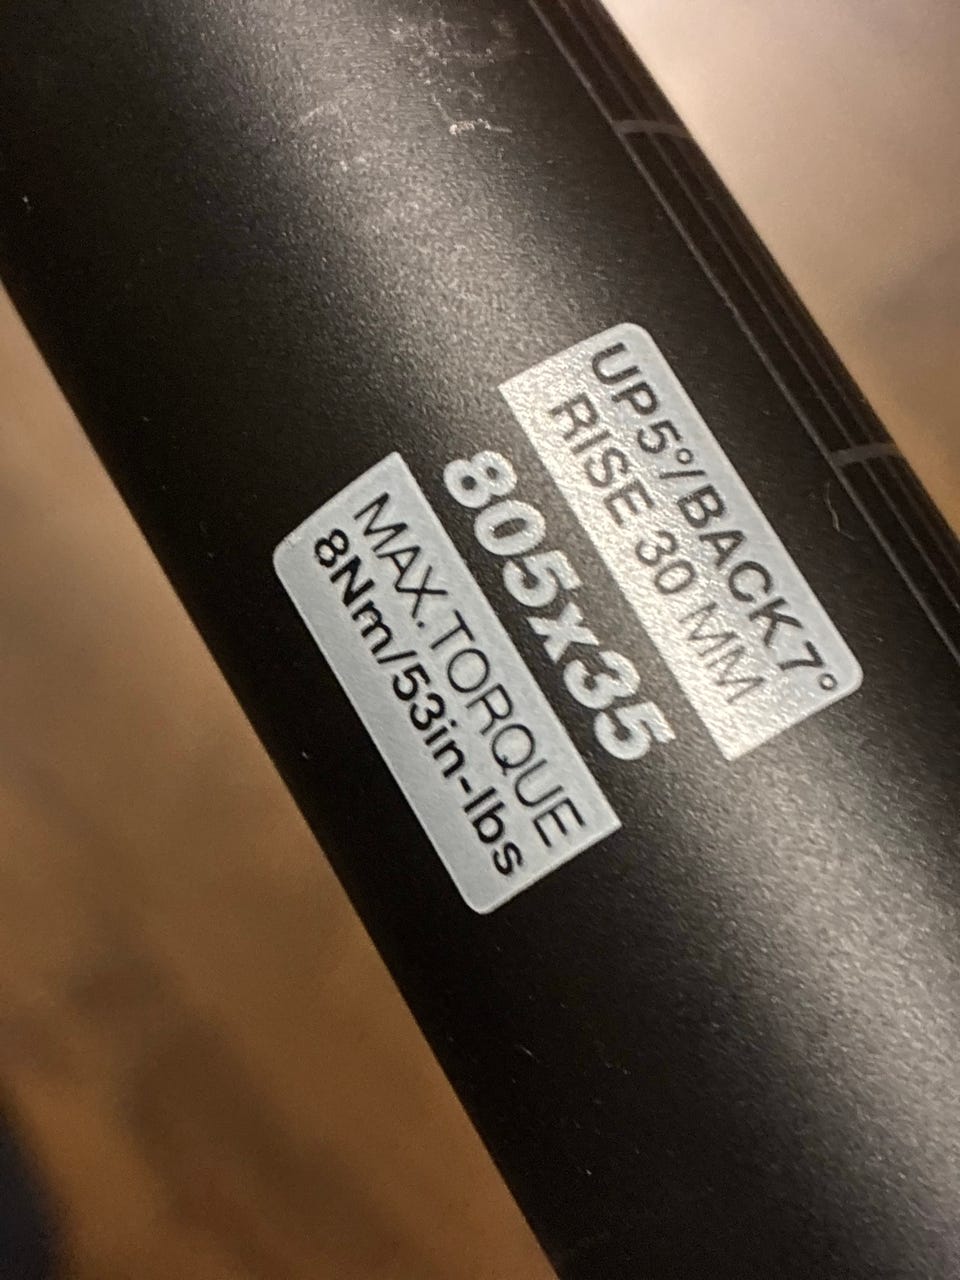 UP5°/BACK7°
RISE 30 MM
805x35
MAX.TORQUE
8Nm/53in-lbs